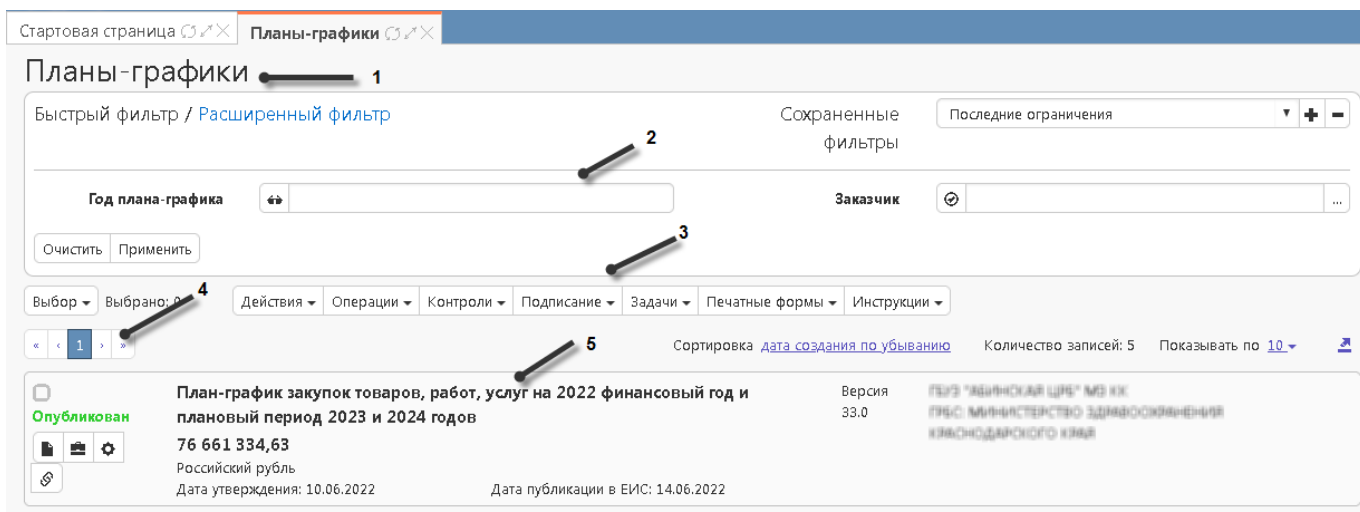 Стартовая страница
Планы-графики
Планы-графики 1
Быстрый фильтр / Расширенный фильтр
Сохраненные фильтры
Последние ограничения
2
Год плана-графика
Заказчик
...
Очистить Применить
3
Выбор Выбрано: 4
Действия Операции Контроли Подписание Задачи Печатные формы Инструкции
« ‹ 1 › »
5
Сортировка дата создания по убыванию Количество записей: 5 Показывать по 10
Опубликован
План-график закупок товаров, работ, услуг на 2022 финансовый год и
плановый период 2023 и 2024 годов
76 661 334,63
Российский рубль
Дата утверждения: 10.06.2022 Дата публикации в ЕИС: 14.06.2022
Версия
33.0